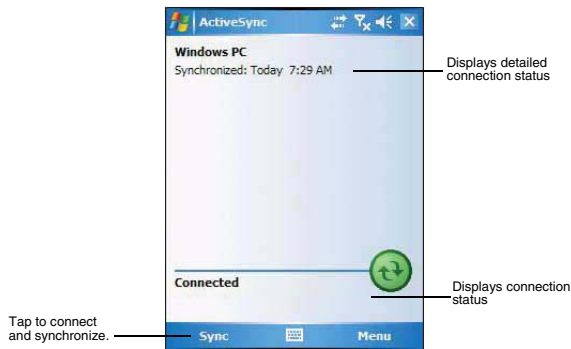 ActiveSync
Windows PC
Synchronized: Today 7:29 AM
Displays detailed
connection status
Connected
Displays connection
status
Tap to connect
and synchronize.
Sync
Menu